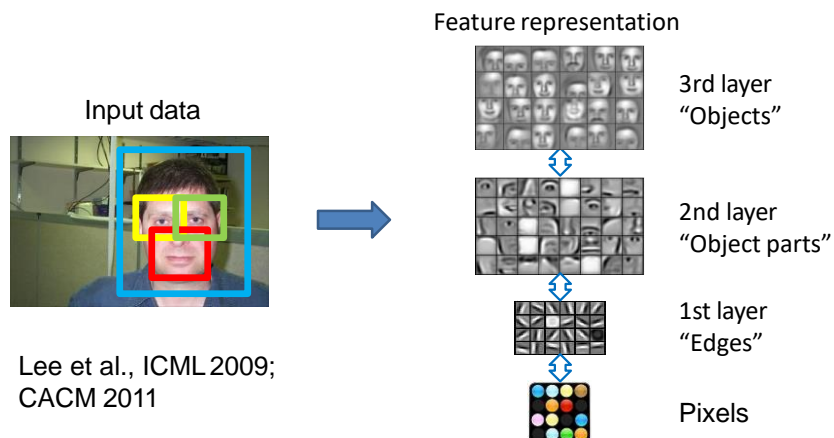 Feature representation
Input data
3rd layer
“Objects”
2nd layer
“Object parts”
1st layer
“Edges”
Pixels
Lee et al., ICML 2009;
CACM 2011